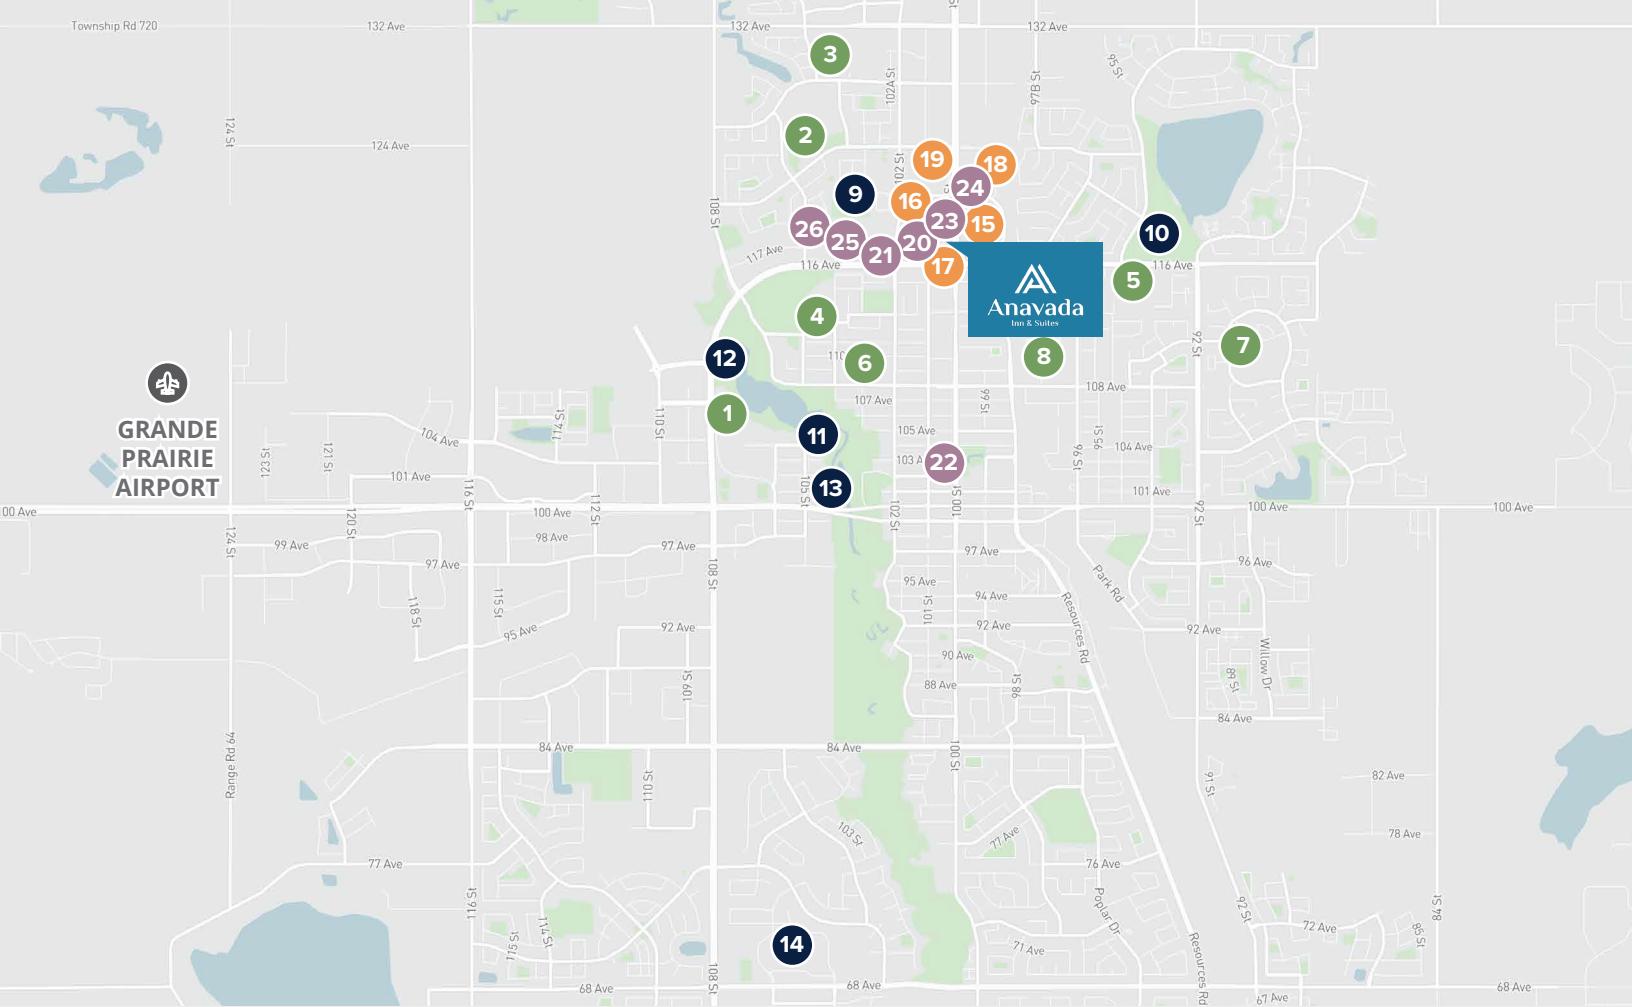 Township Rd 720
132 Ave
132 Ave
St
132 Ave
3
95 St
102A St
97B St
124 St
2
124 Ave
19
18
102 St
24
9
16
108 St
23
15
26
10
25
20
21
117 Ave
116 Ave
17
116 Ave
5
Anavada
Inn & Suites
4
92 St
7
12
8
110
6
108 Ave
GRANDE
PRAIRIE
AIRPORT
107 Ave
99 St
1
114 St
110 St
104 Ave
11
105 Ave
95 St
96 St
104 Ave
123 St
121 St
103 A
22
101 Ave
116 St
13
105 St
101 Ave
100 St
00 Ave
120 St
100 Ave
112 St
102 St
92 St
100 Ave
100 Ave
124 St
99 Ave
98 Ave
97 Ave
97 Ave
97 Ave
96 Ave
108 St
95 Ave
Park Rd
118 St
115 St
101 St
94 Ave
Resources Rd
95 Ave
92 Ave
92 Ave
92 Ave
Willow Dr
90 Ave
109 St
88 Ave
98 St
89 St
84 Ave
Range Rd 64
84 Ave
84 Ave
100 St
110 St
91 St
82 Ave
103 St
77 Ave
78 Ave
77 Ave
76 Ave
116 St
Poplar Dr
92 St
84 St
114 St
115 St
14
71 Ave
72 Ave
85 St
108 St
Resources Rd
68 Ave
68 Ave
67 Ave
68 Ave